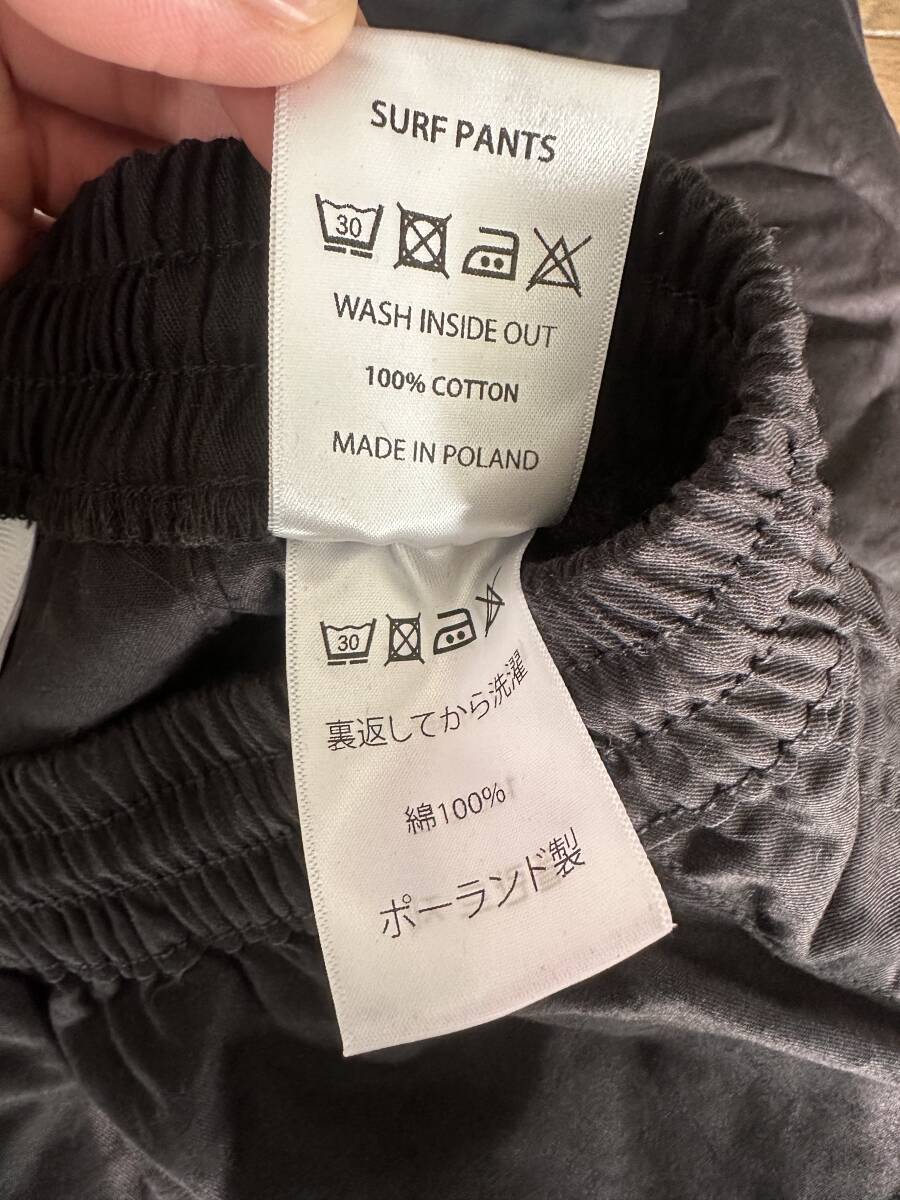 SURF PANTS
30
WASH INSIDE OUT
100% COTTON
MADE IN POLAND
30
裏返してから洗濯
綿100%
ポーランド製